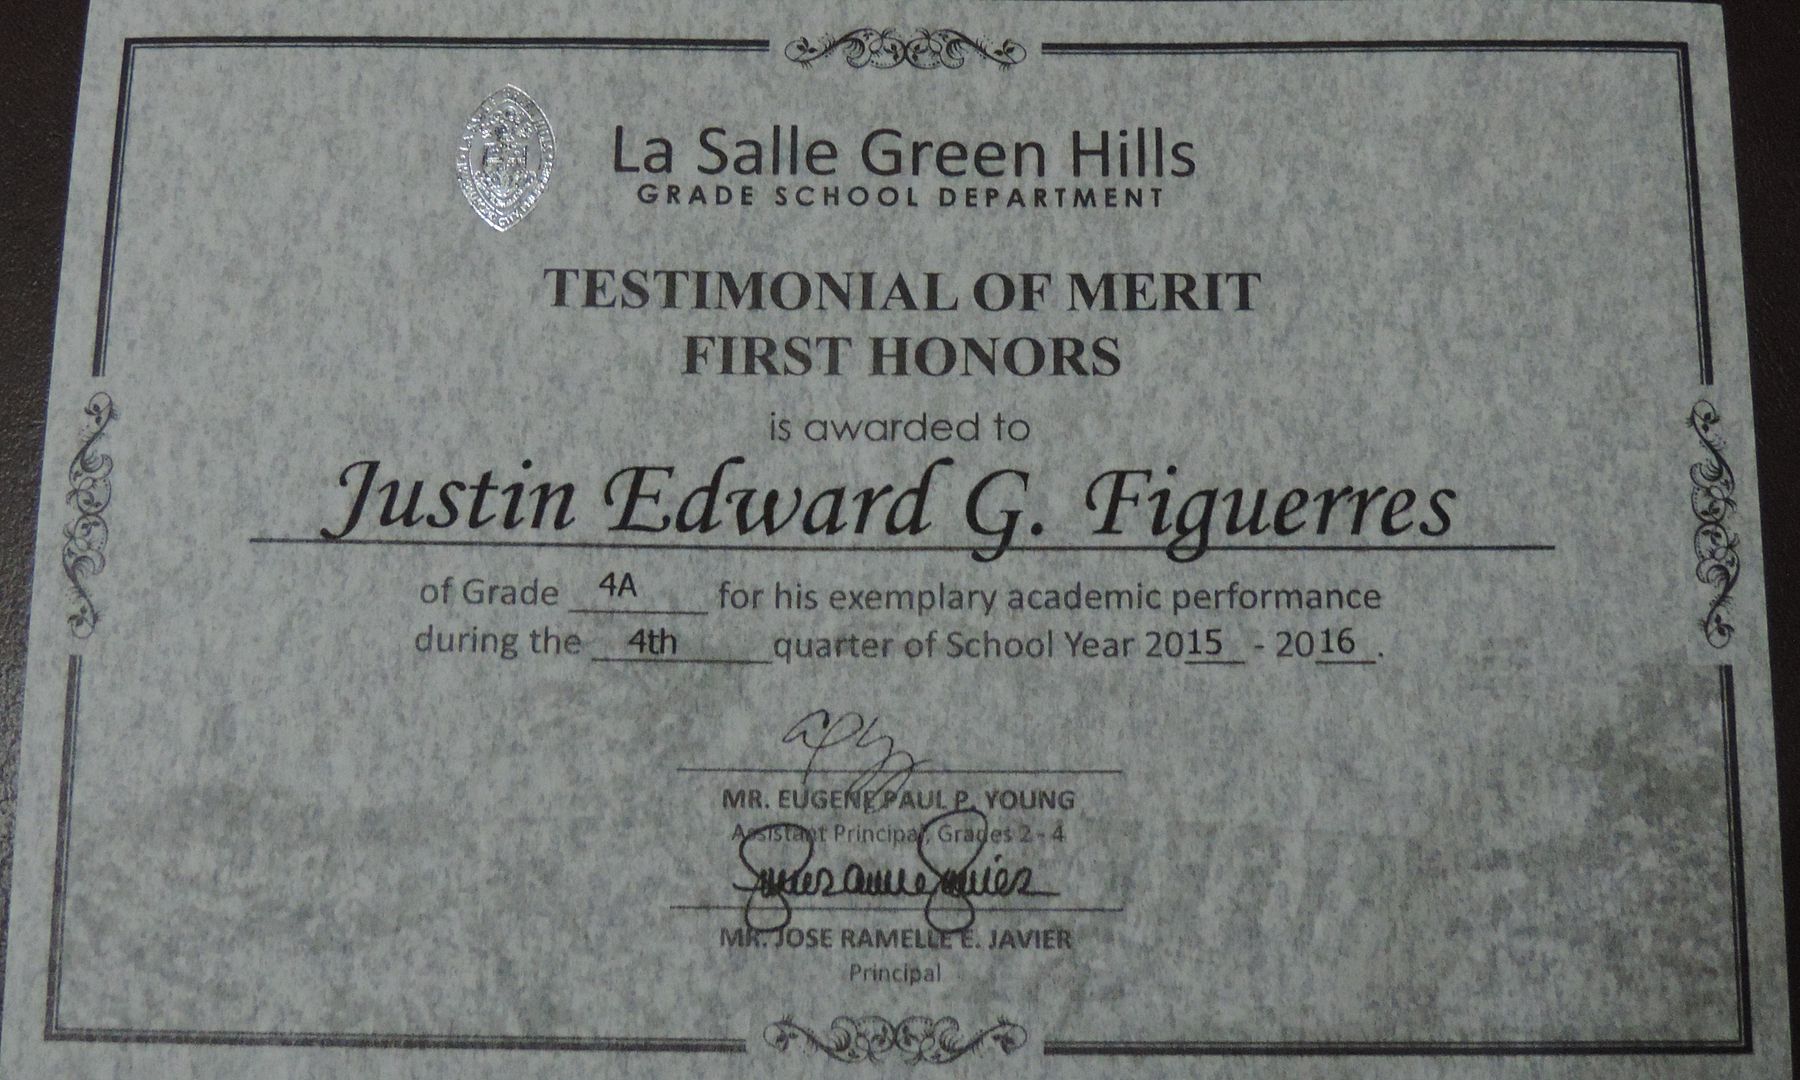 La Salle Green Hills
GRADE SCHOOL DEPARTMENT
TESTIMONIAL OF MERIT
FIRST HONORS
is awarded to
Justin Edward G. Figuerres
of Grade 4A for his exemplary academic performance
during the 4th quarter of School Year 2015 - 2016.
MR. EUGENE PAUL P. YOUNG
Assistant Principal, Grades 2 - 4
MR. JOSE RAMELLE E. JAVIER
Principal